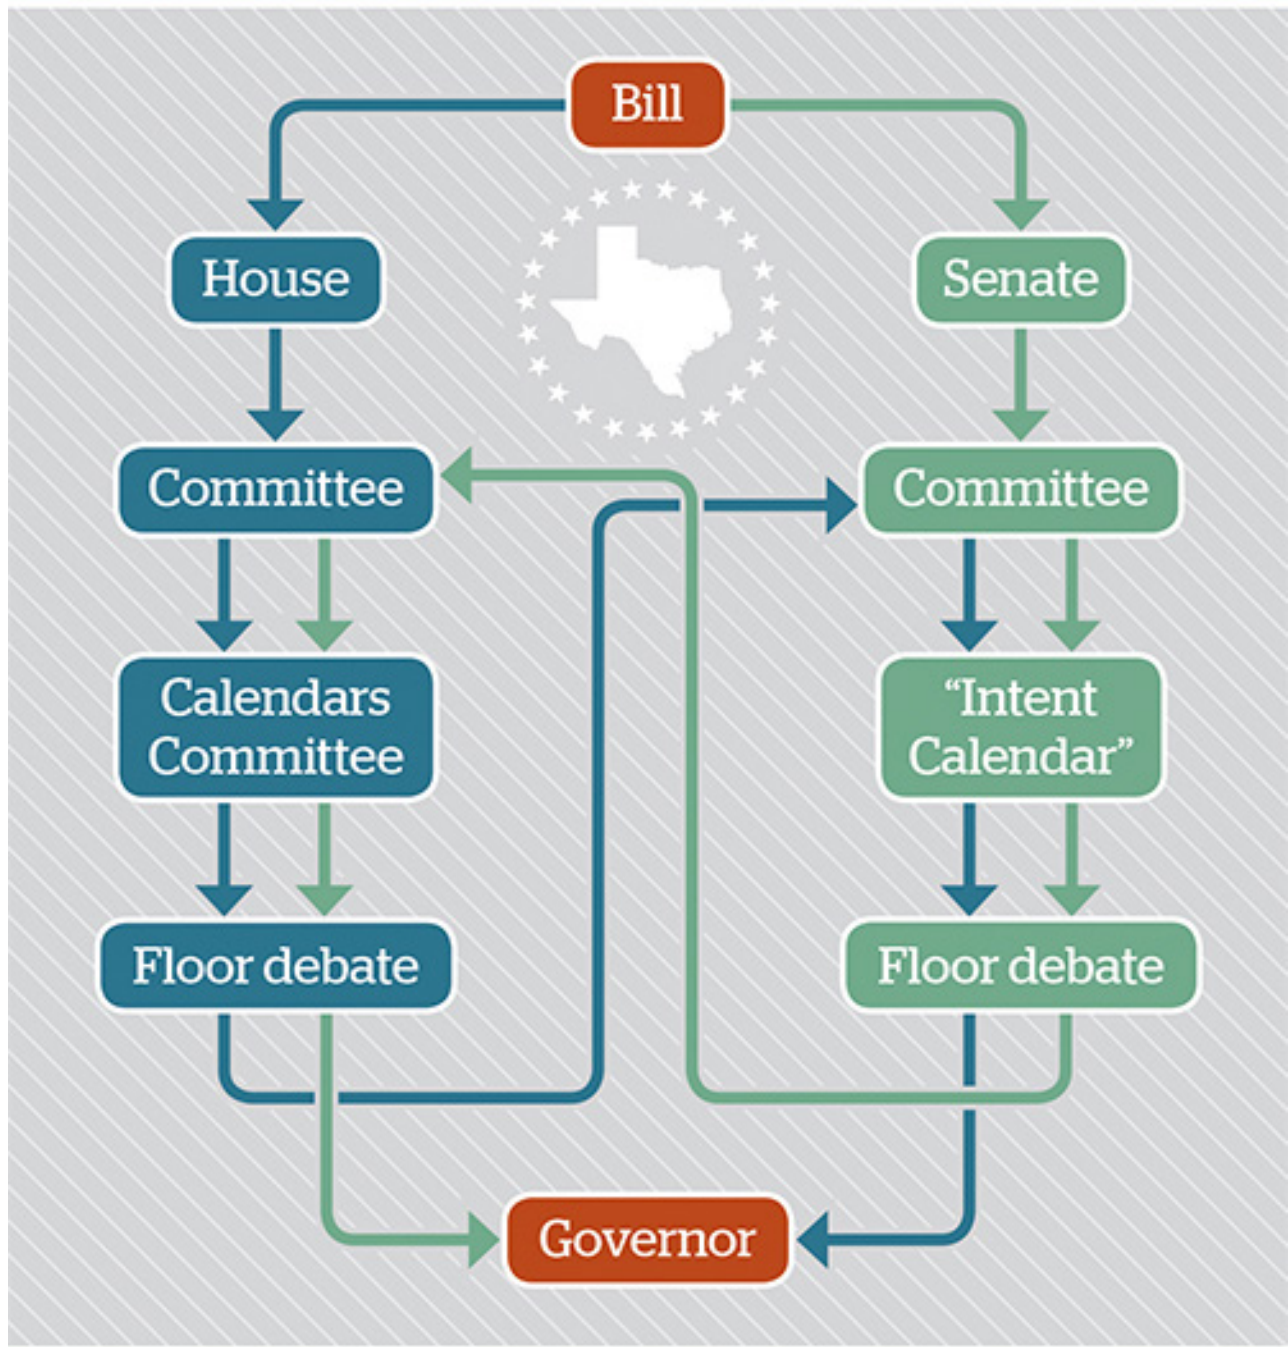 Bill
House
Senate
Committee
Committee
Calendars
Committee
“Intent
Calendar”
Floor debate
Floor debate
Governor